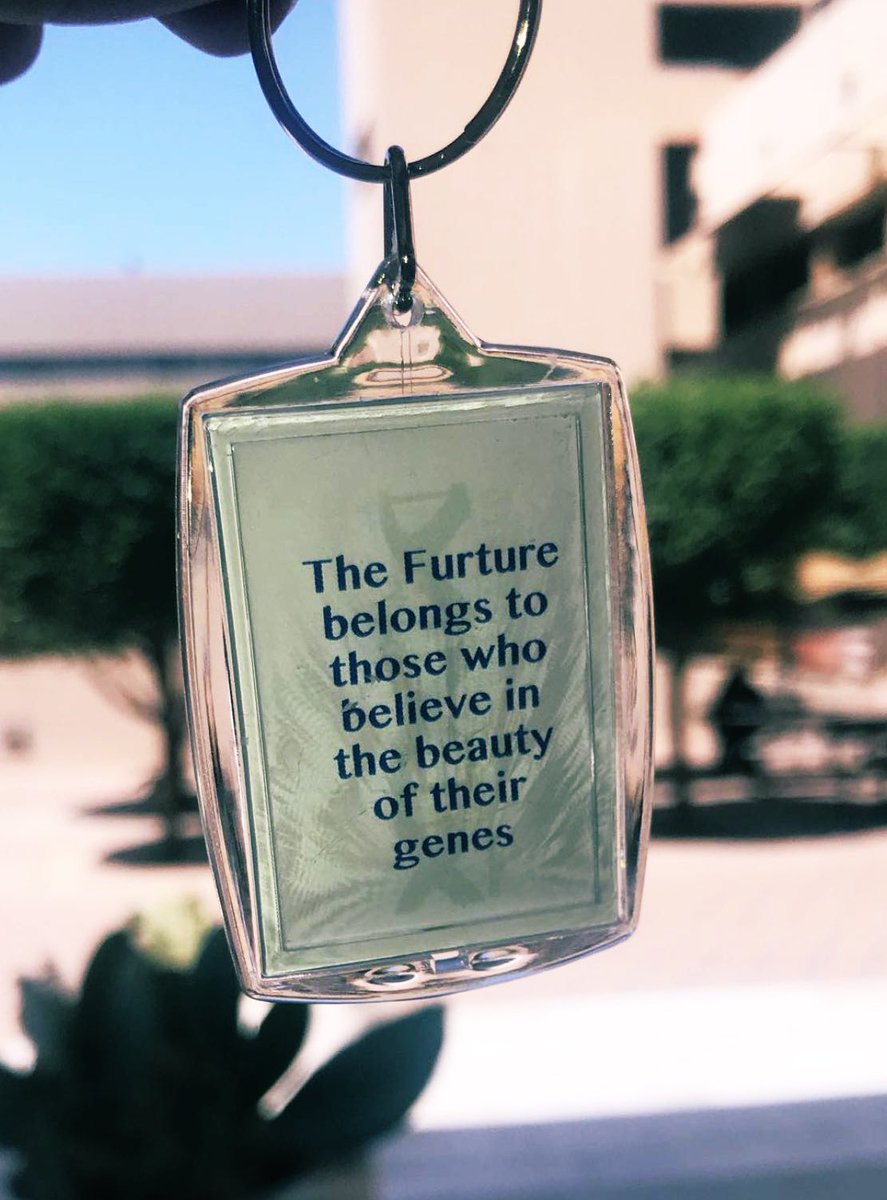 The Furture
belongs to
those who
believe in
the beauty
of their
genes